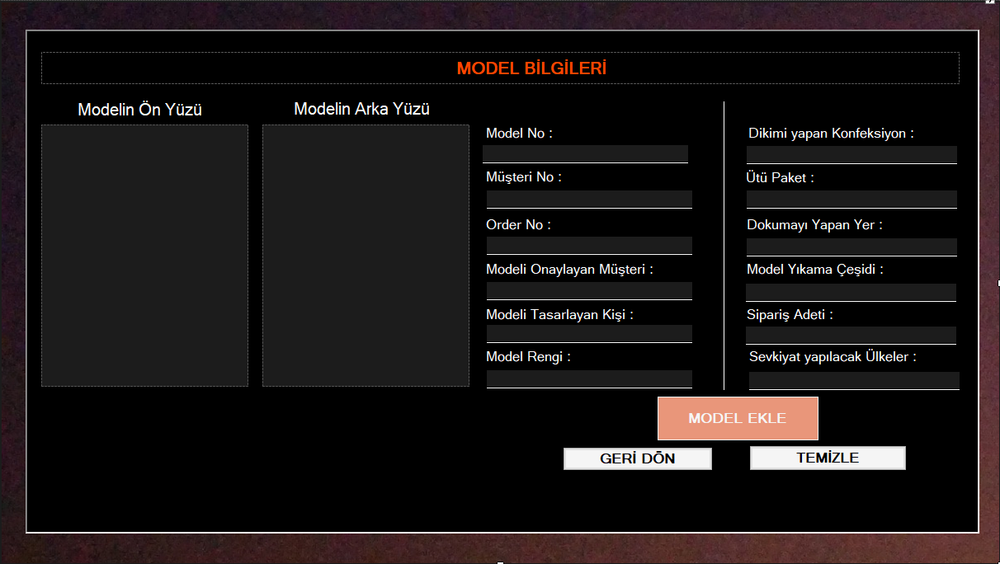 MODEL BİLGİLERİ
Modelin Ön Yüzü
Modelin Arka Yüzü
Model No :
Müşteri No :
Order No :
Modeli Onaylayan Müşteri :
Modeli Tasarlayan Kişi :
Model Rengi :
Dikimi yapan Konfeksiyon :
Ütü Paket :
Dokumayı Yapan Yer :
Model Yıkama Çeşidi :
Sipariş Adeti :
Sevkiyat yapılacak Ülkeler :
MODEL EKLE
GERİ DÖN
TEMİZLE